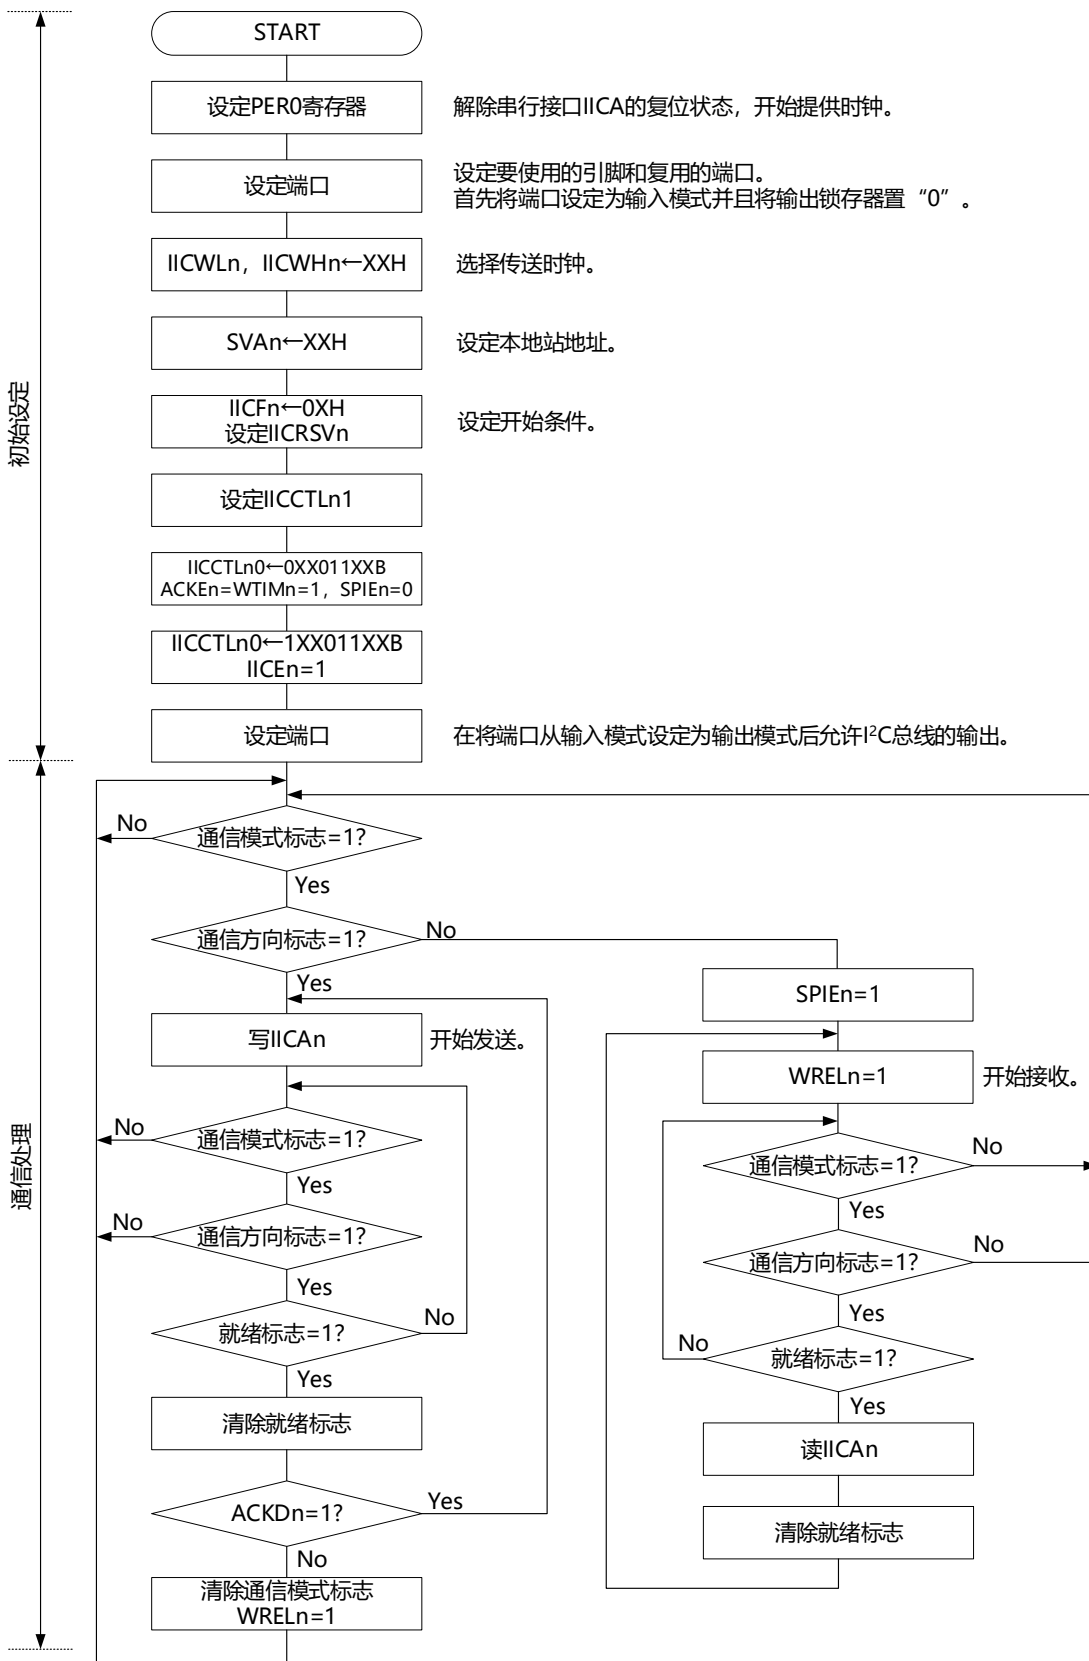 START
设定PER0寄存器
解除串行接口IICA的复位状态，开始提供时钟。
设定端口
设定要使用的引脚和复用的端口。
首先将端口设定为输入模式并且将输出锁存器置“0”。
IICWLn，IICWHn←XXH
选择传送时钟。
SVAn←XXH
设定本地站地址。
初始设定
IICFn←0XH
设定IICRSVn
设定开始条件。
设定IICCTLn1
IICCTLn0←0XX011XXB
ACKEn=WTIMn=1，SPIEn=0
IICCTLn0←1XX011XXB
IICEn=1
设定端口
在将端口从输入模式设定为输出模式后允许I²C总线的输出。
通信处理
No
通信模式标志=1?
Yes
通信方向标志=1?
No
Yes
写IICAn
开始发送。
No
通信模式标志=1?
Yes
No
通信方向标志=1?
Yes
就绪标志=1?
No
Yes
清除就绪标志
ACKDn=1?
Yes
No
清除通信模式标志
WRELn=1
SPIEn=1
WRELn=1
开始接收。
通信模式标志=1?
No
Yes
通信方向标志=1?
No
Yes
No
就绪标志=1?
Yes
读IICAn
清除就绪标志